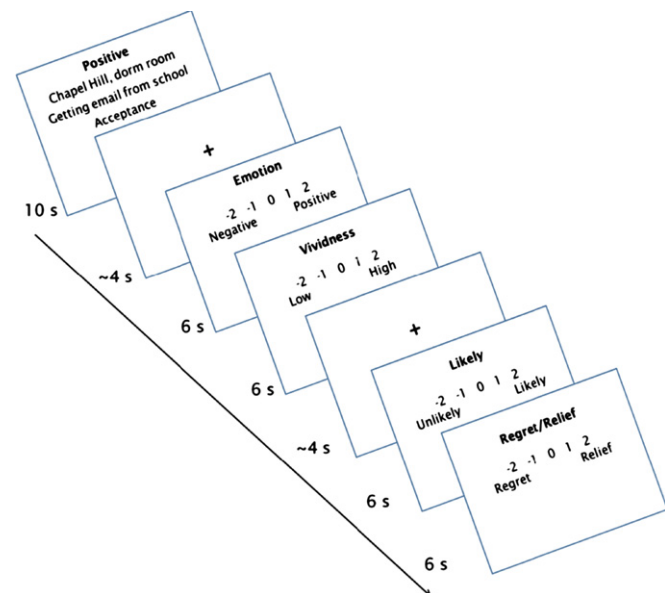 Positive
Chapel Hill, dorm room
Getting email from school
Acceptance
10 s
+
~4 s
Emotion
-2 -1 0 1 2
Negative Positive
6 s
Vividness
-2 -1 0 1 2
Low High
6 s
+
~4 s
Likely
-2 -1 0 1 2
Unlikely Likely
6 s
Regret/Relief
-2 -1 0 1 2
Regret Relief
6 s